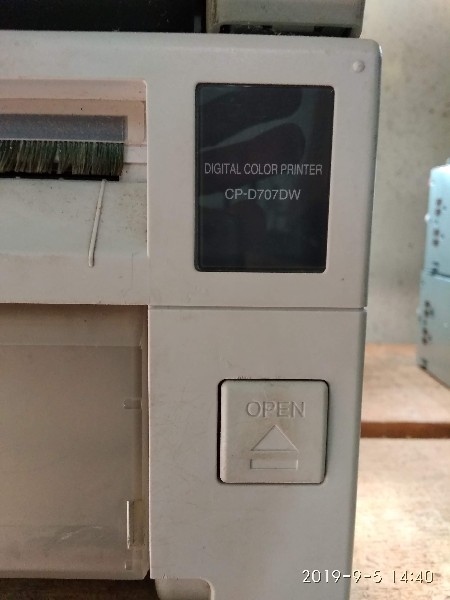 DIGITAL COLOR PRINTER
CP-D707DW
OPEN
2019-9-5 14:40